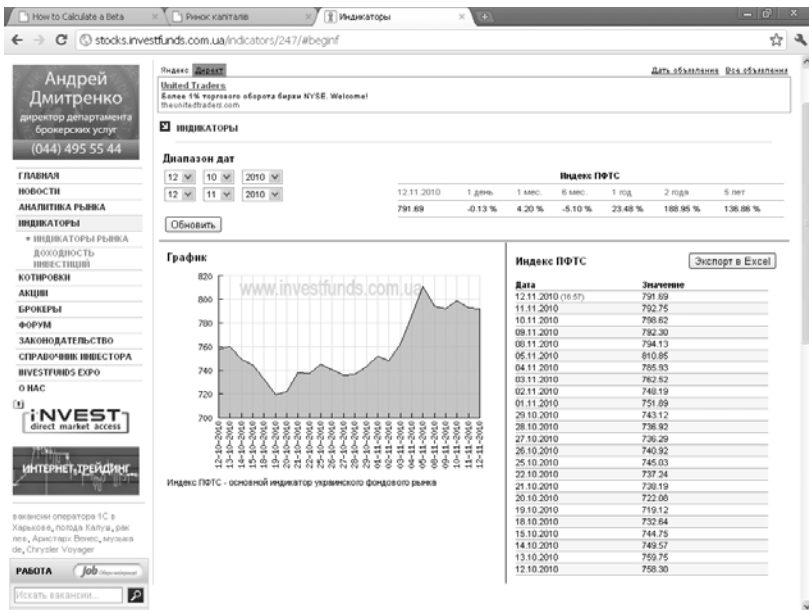 How to Calculate a Beta
Ринок капіталів
Индикаторы
stocks.investfunds.com.ua/indicators/247/#beginf
Андрей
Дмитренко
директор департамента
брокерских услуг
(044) 495 55 44
ГЛАВНАЯ
НОВОСТИ
АНАЛИТИКА РЫНКА
ИНДИКАТОРЫ
ИНДИКАТОРЫ РЫНКА
ДОХОДНОСТЬ
ИНВЕСТИЦИЙ
КОТИРОВКИ
АКЦИИ
БРОКЕРЫ
ФОРУМ
ЗАКОНОДАТЕЛЬСТВО
СПРАВОЧНИК ИНВЕСТОРА
INVESTFUNDS EXPO
О НАС
iNVEST
direct market access
ИНТЕРНЕТ-ТРЕЙДИНГ
вакансии оператора 1С в
Харькове, погода Калуш, рак
лев, Аристарх Венес, музыка
de, Chrysler Voyager
РАБОТА
Job
Искать вакансии...
Яндекс Директ
Дать объявление Все объявления
United Traders
Более 1% торгового оборота биржи NYSE. Welcome!
theunitedtraders.com
ИНДИКАТОРЫ
Диапазон дат
12 10 2010
12 11 2010
Обновить
Индекс ПФТС
12.11.2010 1 день 1 мес. 6 мес. 1 год 2 года 5 лет
791.69 -0.13 % 4.20 % -5.10 % 23.48 % 188.95 % 136.86 %
График
www.investfunds.com.ua
820
800
780
760
740
720
700
12-10-2010
13-10-2010
14-10-2010
15-10-2010
18-10-2010
19-10-2010
20-10-2010
21-10-2010
22-10-2010
25-10-2010
26-10-2010
27-10-2010
28-10-2010
29-10-2010
01-11-2010
02-11-2010
03-11-2010
04-11-2010
05-11-2010
08-11-2010
09-11-2010
10-11-2010
11-11-2010
12-11-2010
Индекс ПФТС - основной индикатор украинского фондового рынка
Индекс ПФТС
Экспорт в Excel
Дата Значение
12.11.2010 (16:57) 791.69
11.11.2010 792.75
10.11.2010 798.62
09.11.2010 792.30
08.11.2010 794.13
05.11.2010 810.85
04.11.2010 785.93
03.11.2010 762.52
02.11.2010 748.19
01.11.2010 751.89
29.10.2010 743.12
28.10.2010 736.92
27.10.2010 736.29
26.10.2010 740.92
25.10.2010 745.03
22.10.2010 737.24
21.10.2010 738.19
20.10.2010 722.08
19.10.2010 719.12
18.10.2010 732.64
15.10.2010 744.75
14.10.2010 749.57
13.10.2010 759.75
12.10.2010 758.30